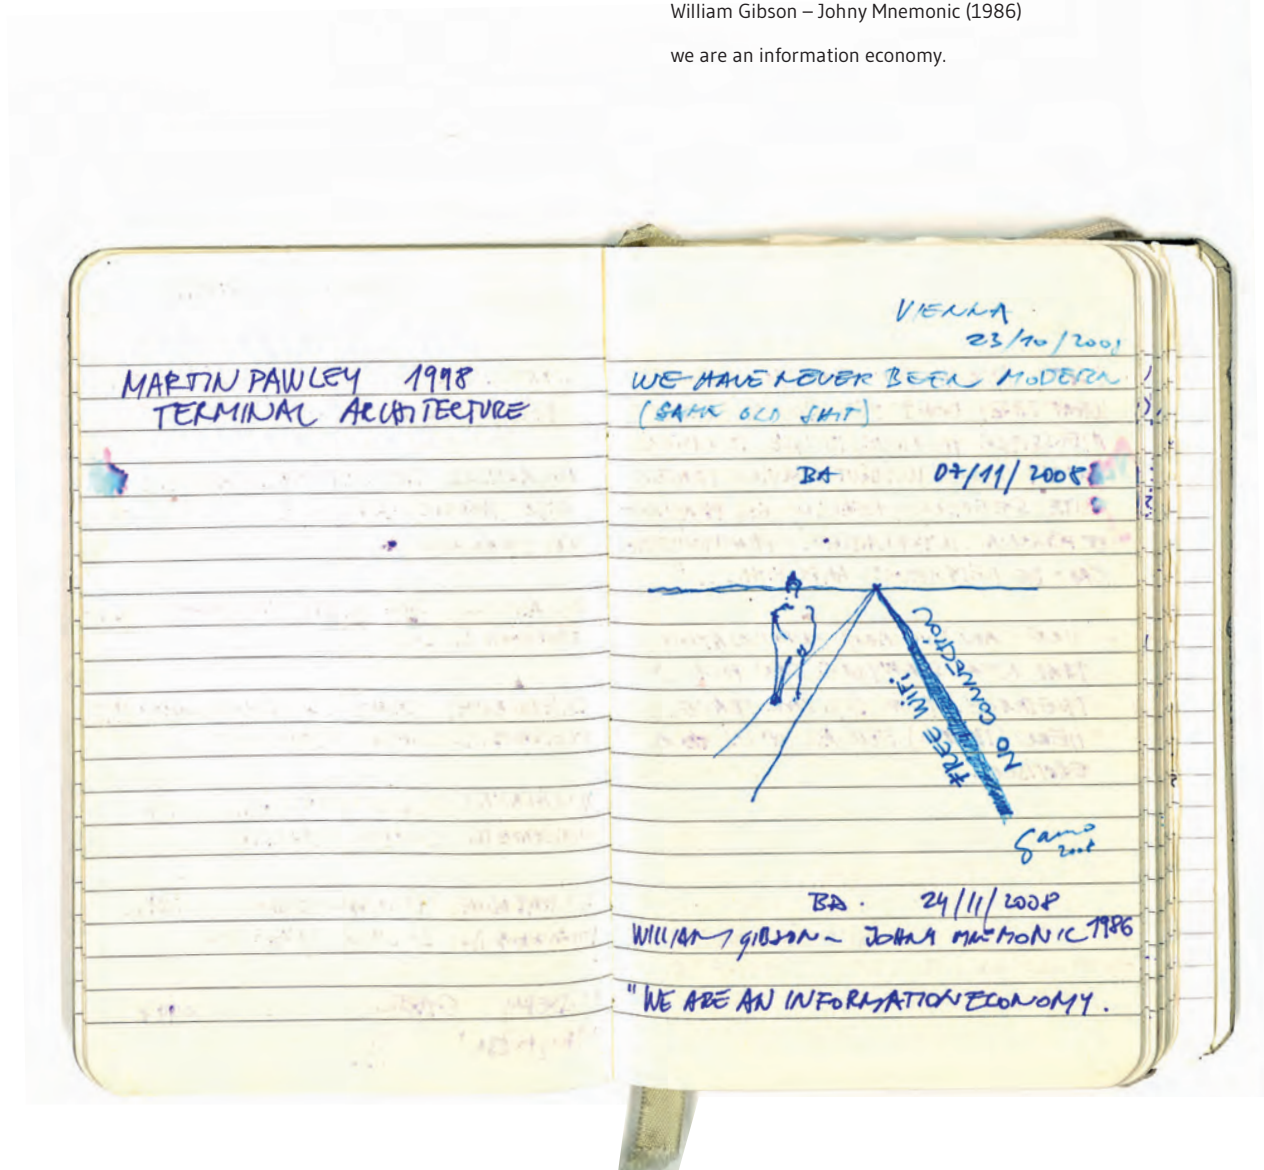 William Gibson – Johny Mnemonic (1986)
we are an information economy.
MARTIN PAWLEY 1998
TERMINAL ARCHITECTURE
VIENNA
23/10/2008
WE HAVE NEVER BEEN MODERN
(SAME OLD SHIT)
BA 07/11/2008
FREE WiFi
NO CONNECTION
2008
BA. 24/11/2008
WILLIAM GIBSON – JOHNY MNEMONIC 1986
"WE ARE AN INFORMATION ECONOMY.